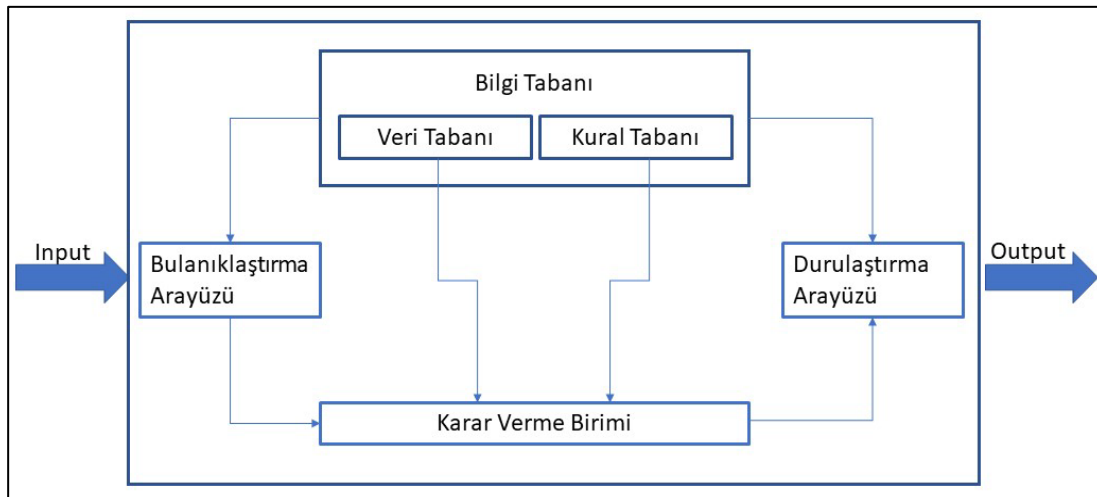 Bilgi Tabanı
Veri Tabanı
Kural Tabanı
Input
Bulanıklaştırma
Arayüzü
Durulaştırma
Arayüzü
Output
Karar Verme Birimi